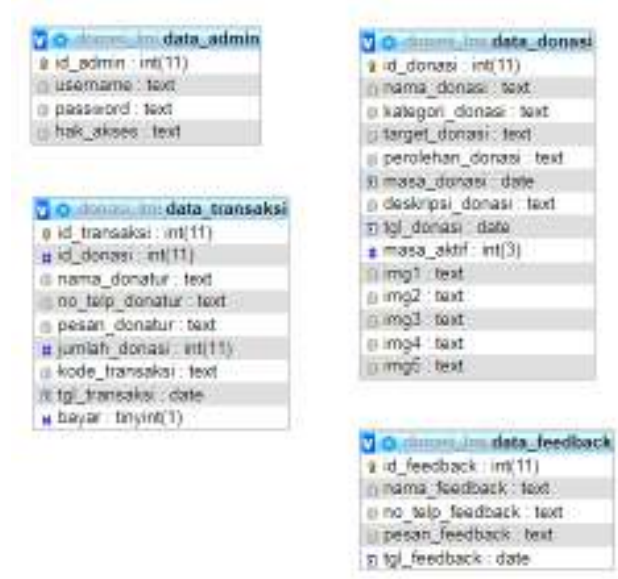 data_admin
id_admin : int(11)
username : text
password : text
hak_akses : text
data_transaksi
id_transaksi : int(11)
id_donasi : int(11)
nama_donatur : text
no_telp_donatur : text
pesan_donatur : text
jumlah_donasi : int(11)
kode_transaksi : text
tgl_transaksi : date
bayar : tinyint(1)
data_donasi
id_donasi : int(11)
nama_donasi : text
kategori_donasi : text
target_donasi : text
perolehan_donasi : text
masa_donasi : date
deskripsi_donasi : text
tgl_donasi : date
masa_aktif : int(3)
img1 : text
img2 : text
img3 : text
img4 : text
img5 : text
data_feedback
id_feedback : int(11)
nama_feedback : text
no_telp_feedback : text
pesan_feedback : text
tgl_feedback : date